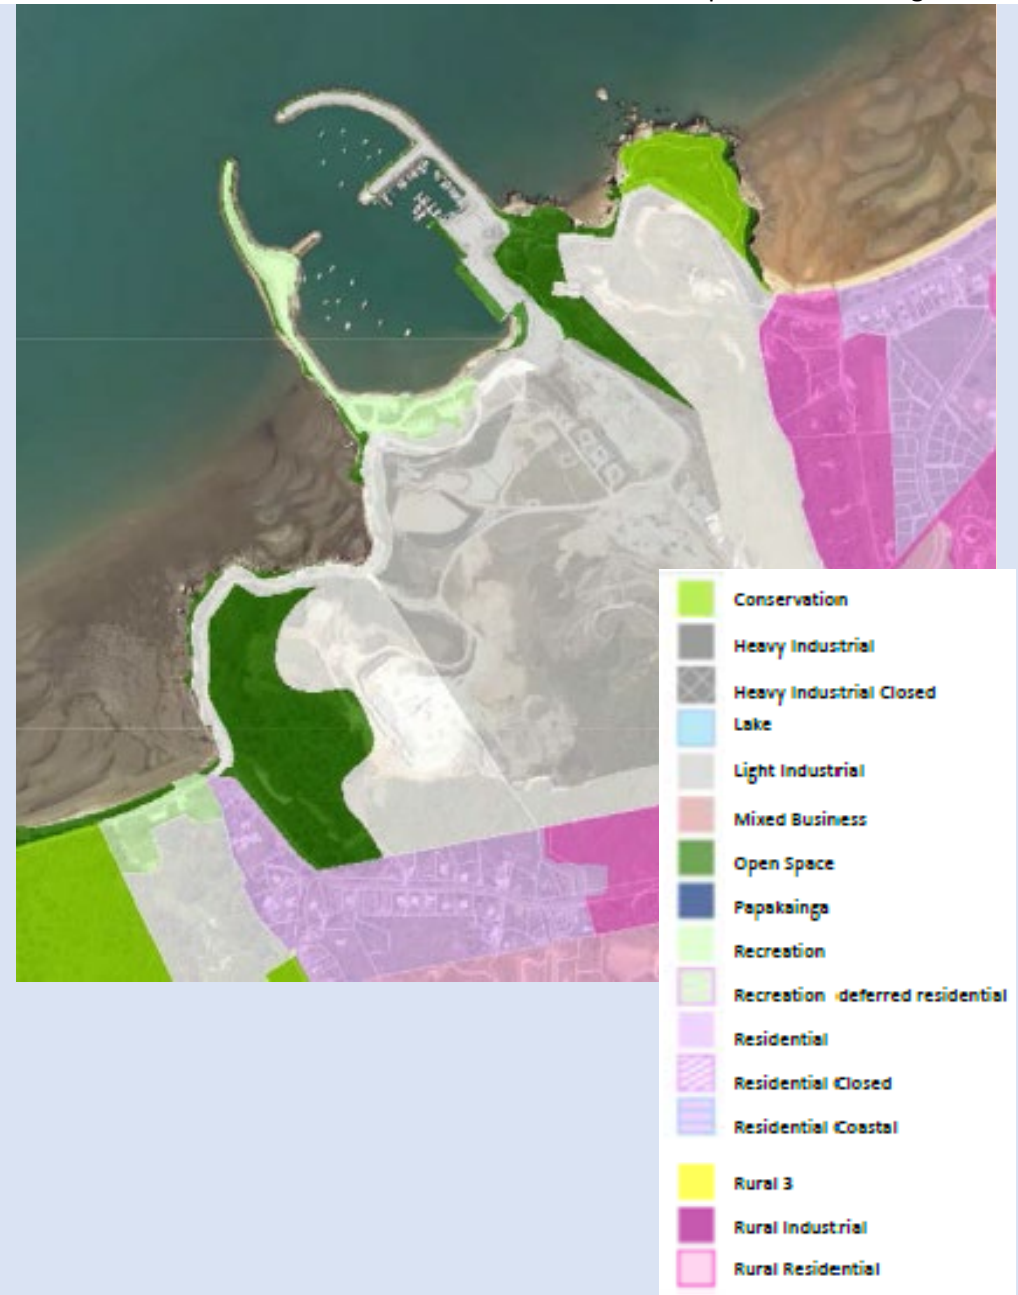 Conservation
Heavy Industrial
Heavy Industrial Closed
Lake
Light Industrial
Mixed Business
Open Space
Papakainga
Recreation
Recreation deferred residential
Residential
Residential Closed
Residential Coastal
Rural 3
Rural Industrial
Rural Residential